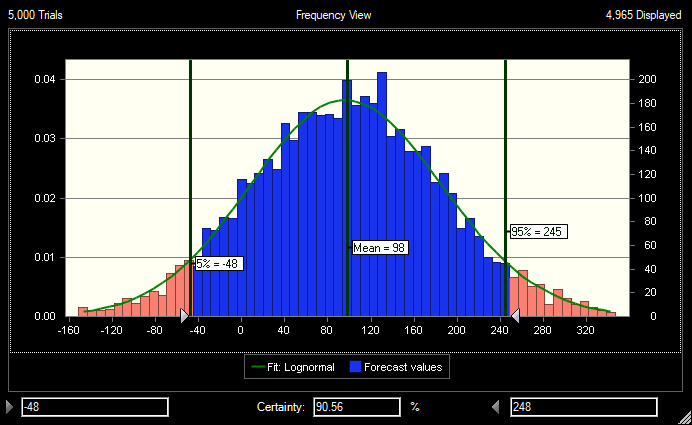 5,000 Trials Frequency View 4,965 Displayed
0.04 200
180
0.03 160
140
120
0.02 100
80
95% = 245
Mean = 98
0.01 60
5% = -48
40
20
0.00 0
-160 -120 -80 -40 0 40 80 120 160 200 240 280 320
Fit: Lognormal Forecast values
-48 Certainty: 90.56 % 248